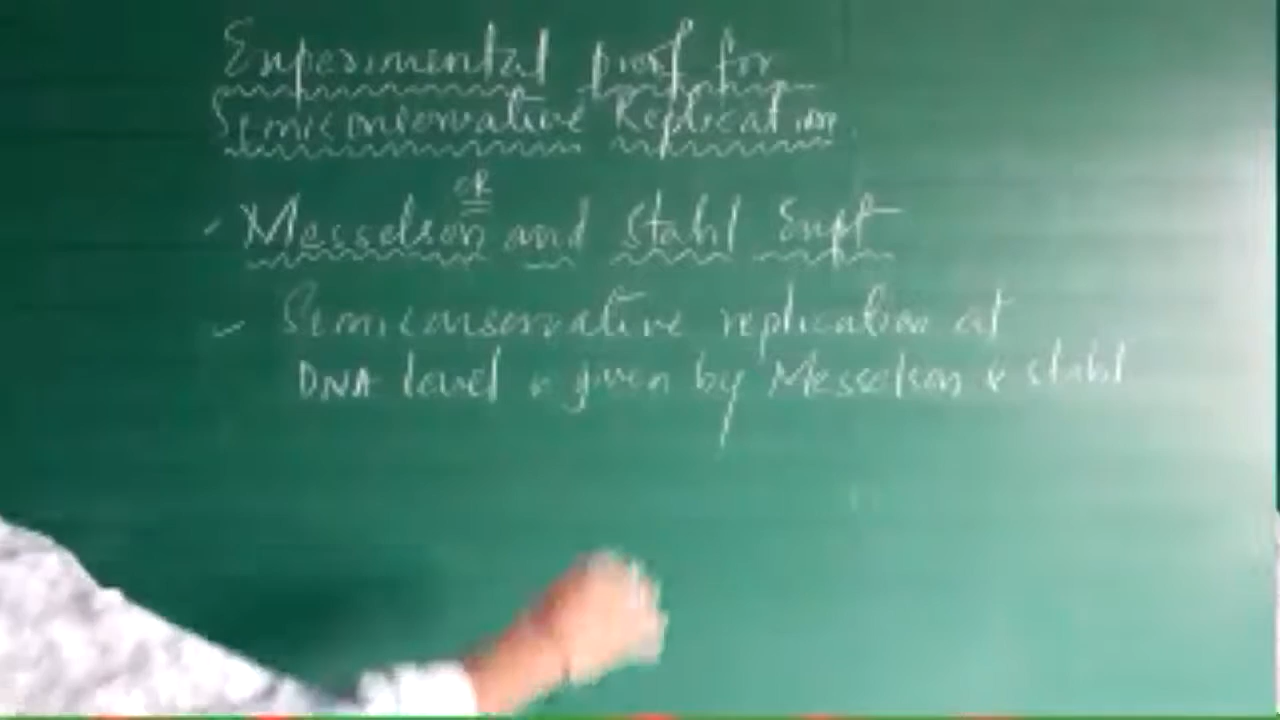 Experimental proof for
Semiconservative Replication
OR
Messelson and Stahl Expt
Semiconservative replication at
DNA level is given by Messelson & stahl